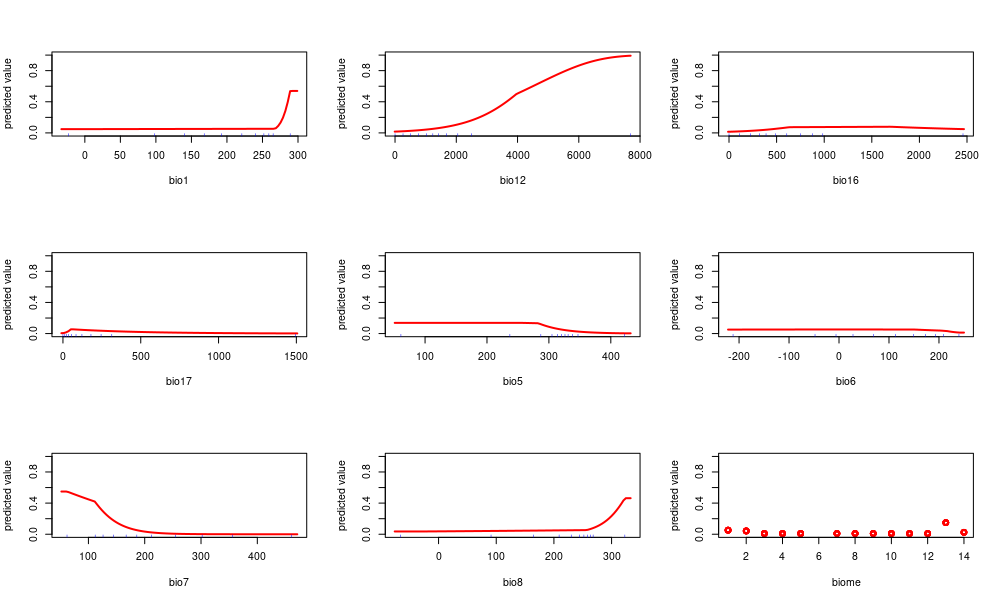 predicted value
0.0 0.4 0.8
0 50 100 150 200 250 300
bio1
predicted value
0.0 0.4 0.8
0 2000 4000 6000 8000
bio12
predicted value
0.0 0.4 0.8
0 500 1000 1500 2000 2500
bio16
predicted value
0.0 0.4 0.8
0 500 1000 1500
bio17
predicted value
0.0 0.4 0.8
100 200 300 400
bio5
predicted value
0.0 0.4 0.8
-200 -100 0 100 200
bio6
predicted value
0.0 0.4 0.8
100 200 300 400
bio7
predicted value
0.0 0.4 0.8
0 100 200 300
bio8
predicted value
0.0 0.4 0.8
2 4 6 8 10 12 14
biome